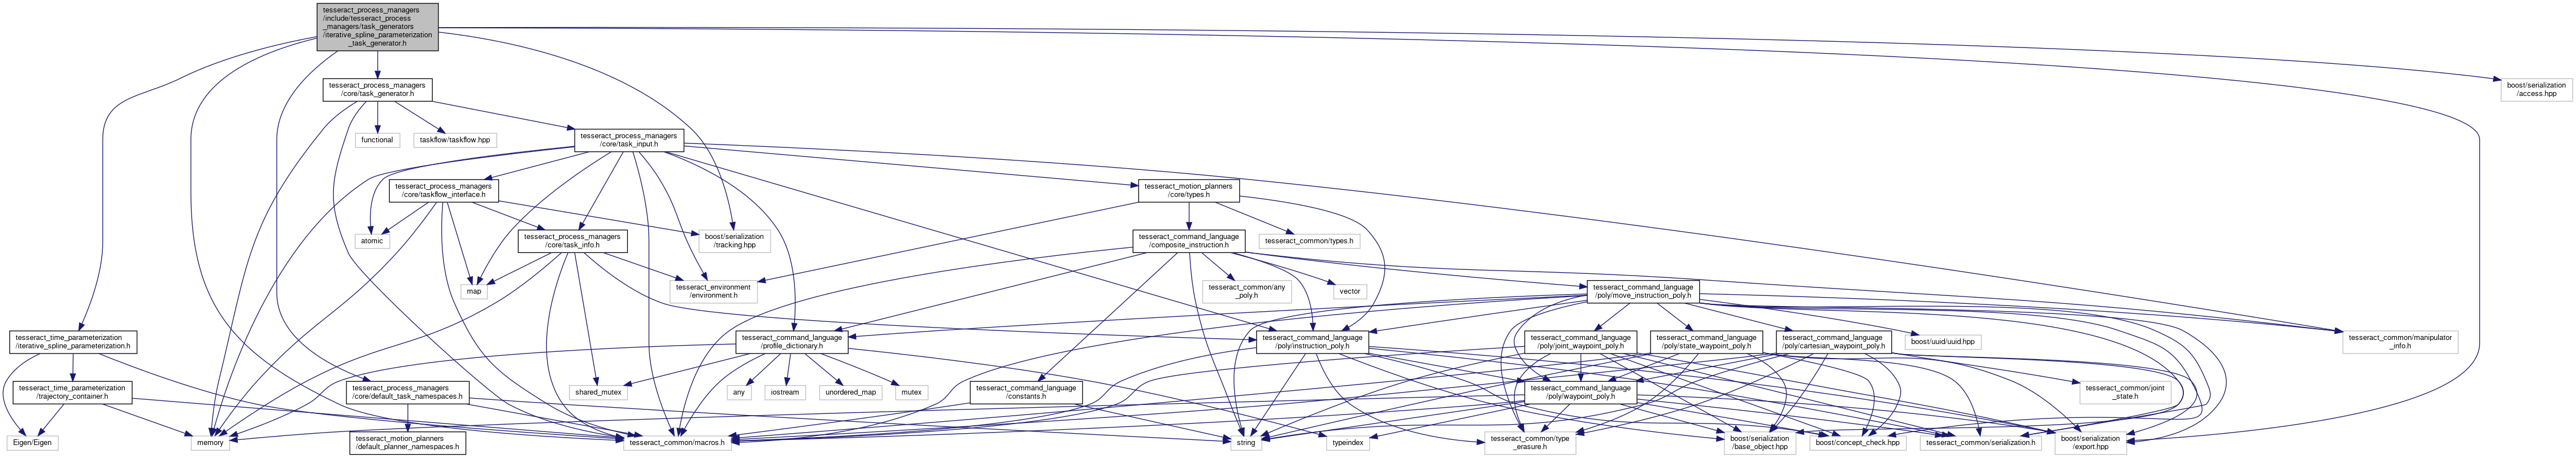 tesseract_process_managers
/include/tesseract_process
_managers/task_generators
/iterative_spline_parameterization
_task_generator.h
tesseract_process_managers
/core/task_generator.h
boost/serialization
/access.hpp
functional
taskflow/taskflow.hpp
tesseract_process_managers
/core/task_input.h
tesseract_process_managers
/core/taskflow_interface.h
tesseract_motion_planners
/core/types.h
atomic
tesseract_process_managers
/core/task_info.h
boost/serialization
/tracking.hpp
tesseract_command_language
/composite_instruction.h
tesseract_common/types.h
map
tesseract_environment
/environment.h
tesseract_common/any
_poly.h
vector
tesseract_command_language
/poly/move_instruction_poly.h
tesseract_time_parameterization
/iterative_spline_parameterization.h
tesseract_command_language
/profile_dictionary.h
tesseract_command_language
/poly/instruction_poly.h
tesseract_command_language
/poly/joint_waypoint_poly.h
tesseract_command_language
/poly/state_waypoint_poly.h
tesseract_command_language
/poly/cartesian_waypoint_poly.h
boost/uuid/uuid.hpp
tesseract_common/manipulator
_info.h
tesseract_time_parameterization
/trajectory_container.h
tesseract_process_managers
/core/default_task_namespaces.h
shared_mutex
any
iostream
unordered_map
mutex
tesseract_command_language
/constants.h
tesseract_command_language
/poly/waypoint_poly.h
tesseract_common/joint
_state.h
Eigen/Eigen
memory
tesseract_motion_planners
/default_planner_namespaces.h
tesseract_common/macros.h
string
typeindex
tesseract_common/type
_erasure.h
boost/serialization
/base_object.hpp
boost/concept_check.hpp
tesseract_common/serialization.h
boost/serialization
/export.hpp